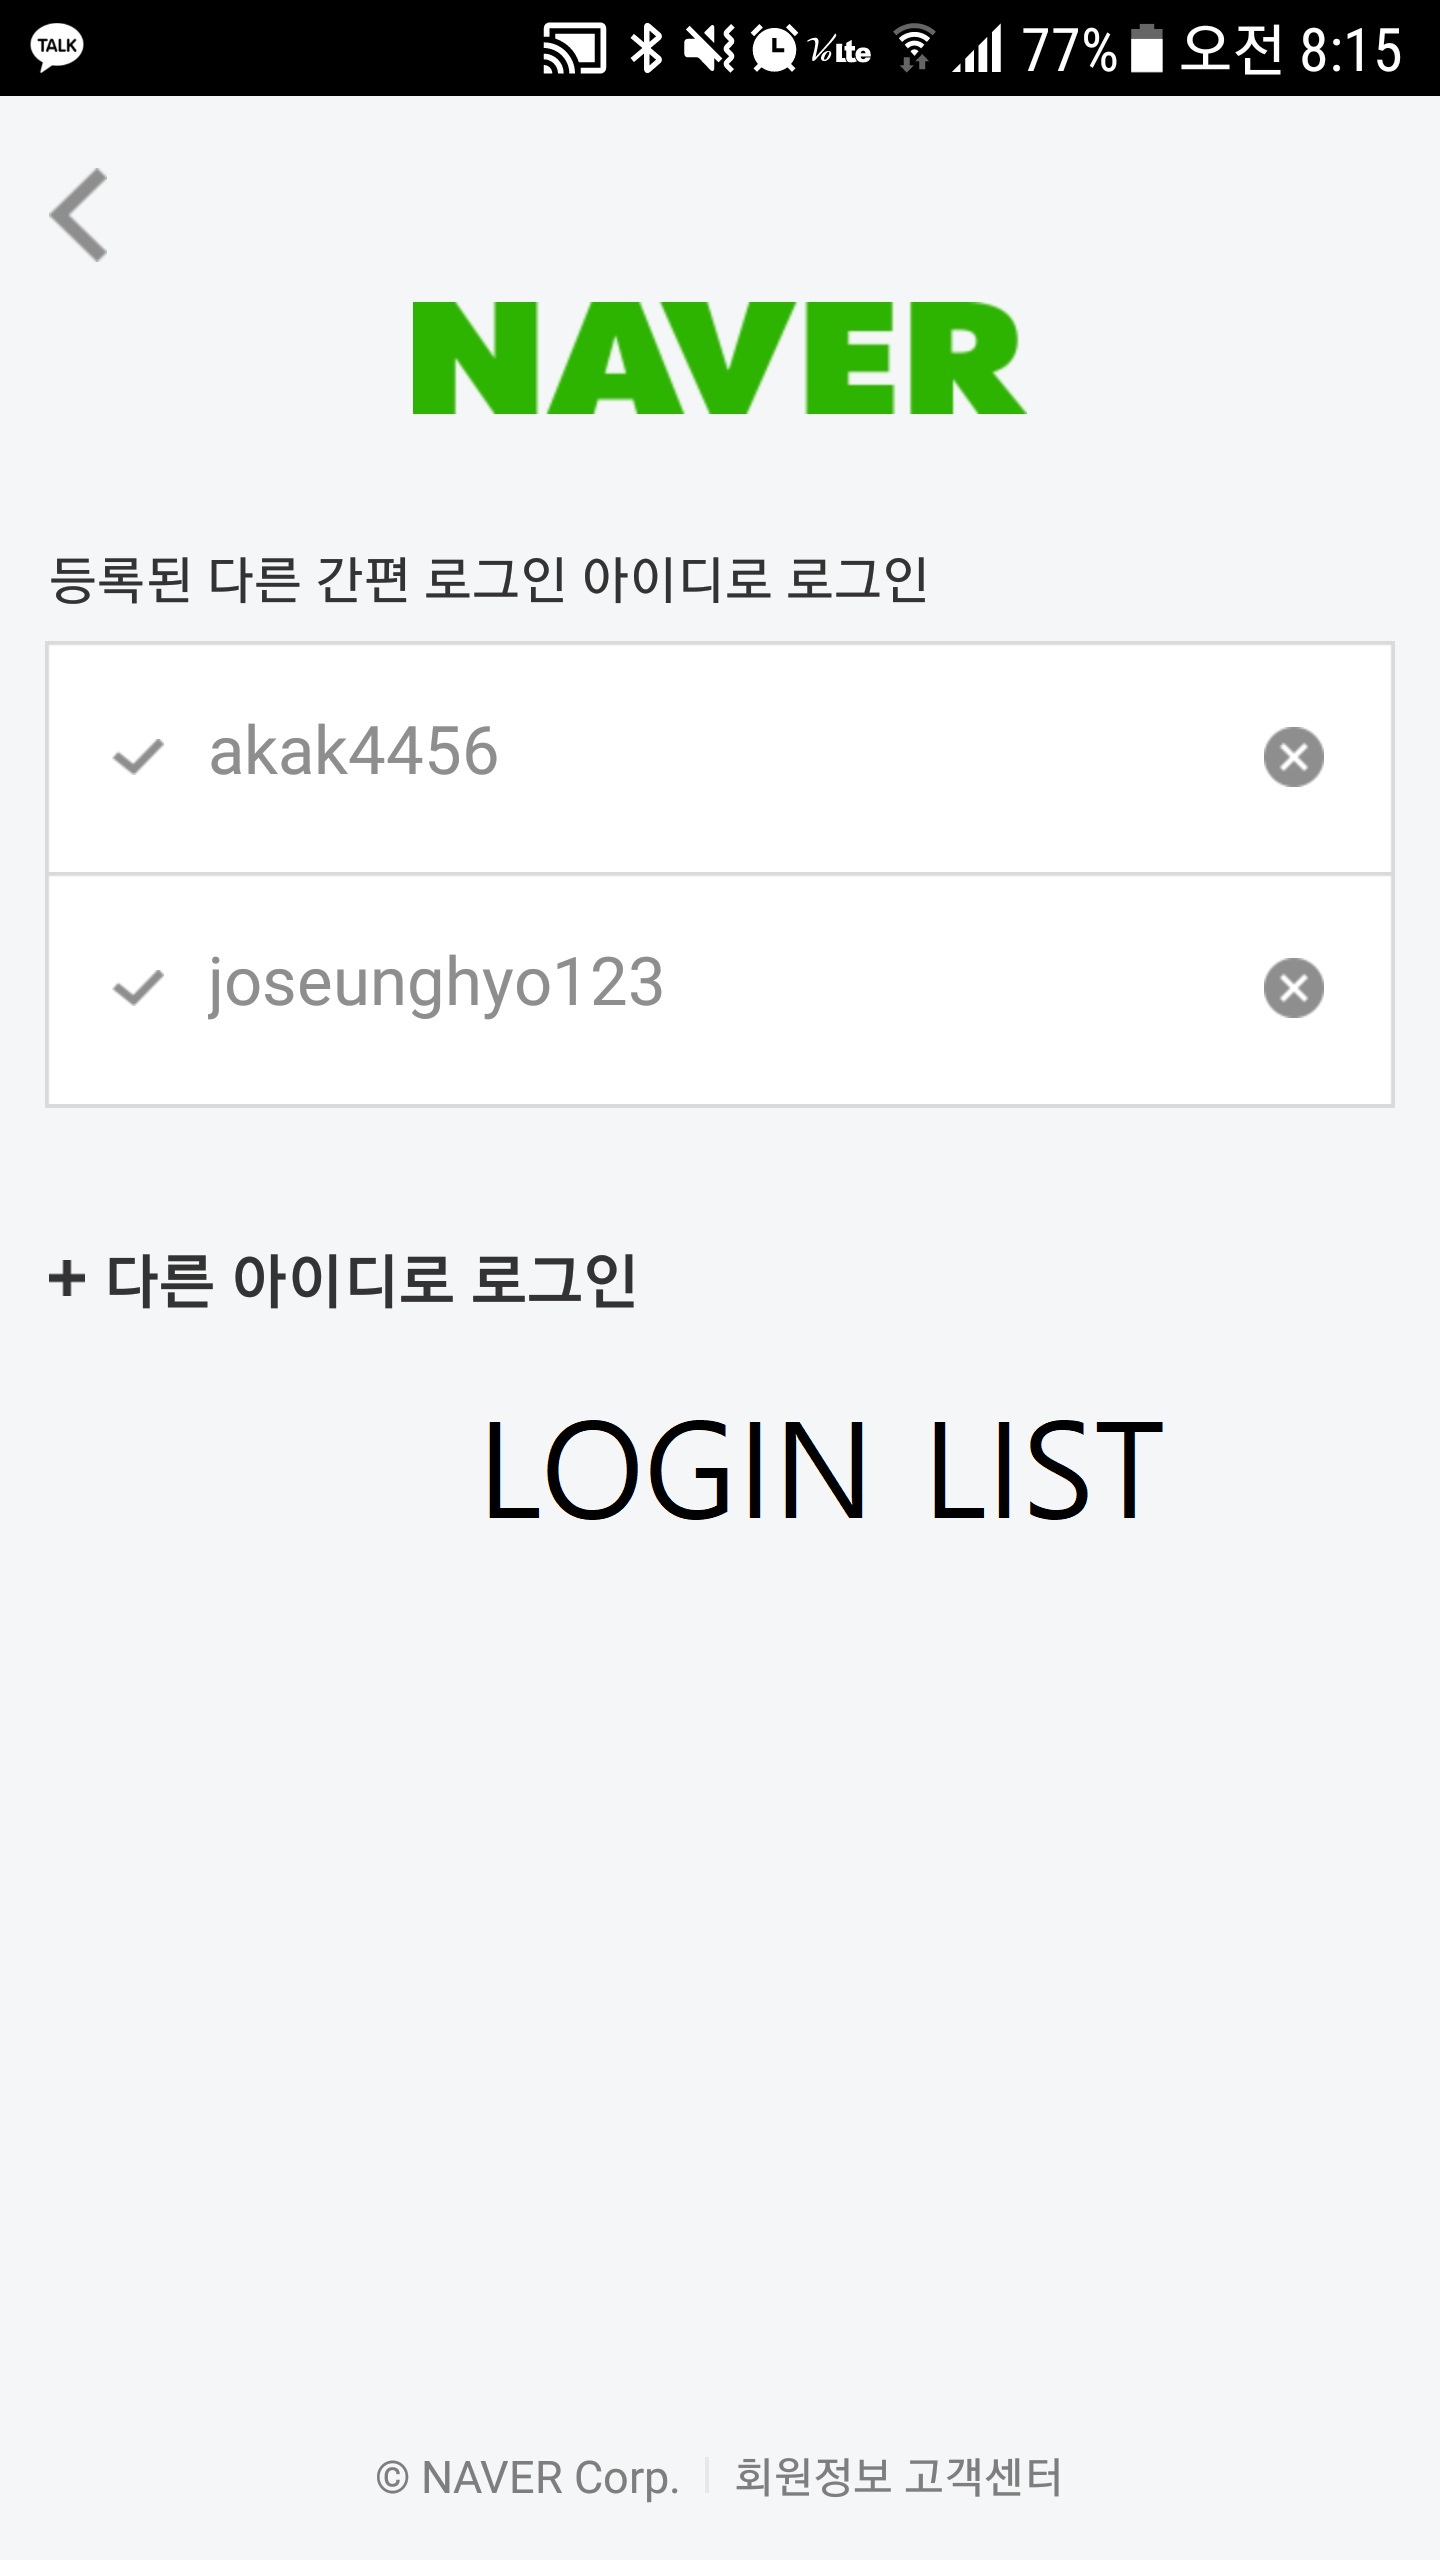 TALK VoLte 77% 오전 8:15
NAVER
등록된 다른 간편 로그인 아이디로 로그인
akak4456
joseunghyo123
+ 다른 아이디로 로그인
LOGIN LIST
© NAVER Corp. | 회원정보 고객센터